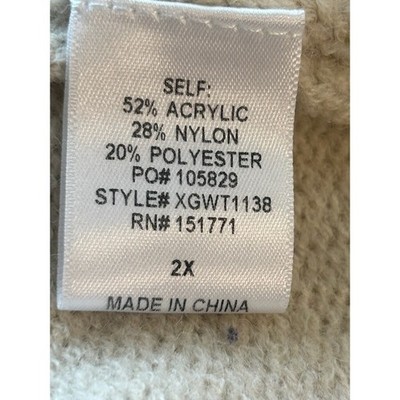 SELF:
52% ACRYLIC
28% NYLON
20% POLYESTER
PO# 105829
STYLE# XGWT1138
RN# 151771
2X
MADE IN CHINA